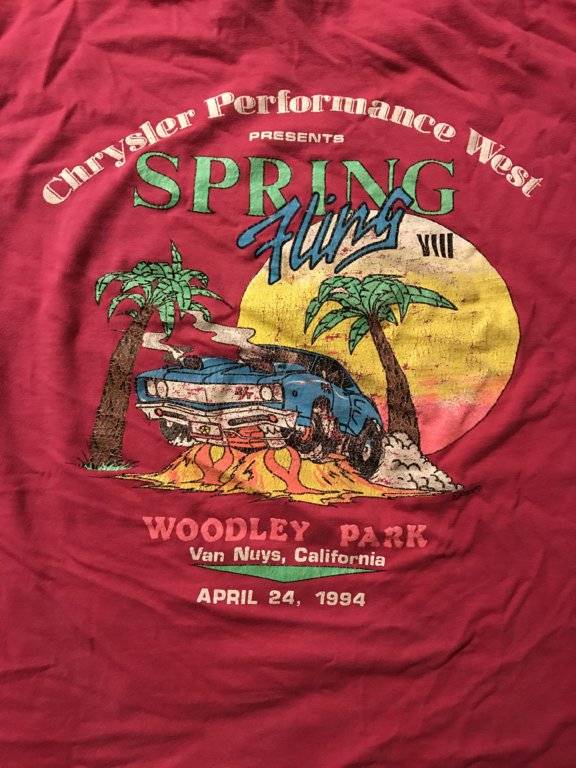 Chrysler Performance West
PRESENTS
SPRING
Fling
VIII
R/T
WOODLEY PARK
Van Nuys, California
APRIL 24, 1994